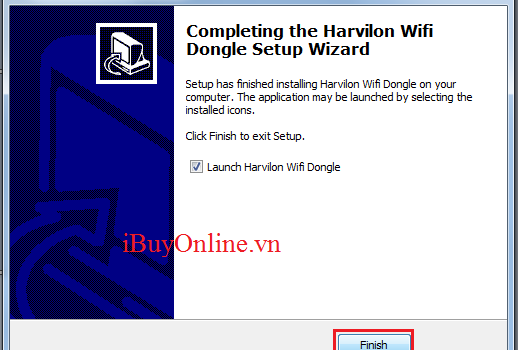 Completing the Harvilon Wifi
Dongle Setup Wizard
Setup has finished installing Harvilon Wifi Dongle on your
computer. The application may be launched by selecting the
installed icons.
Click Finish to exit Setup.
Launch Harvilon Wifi Dongle
iBuyOnline.vn
Finish